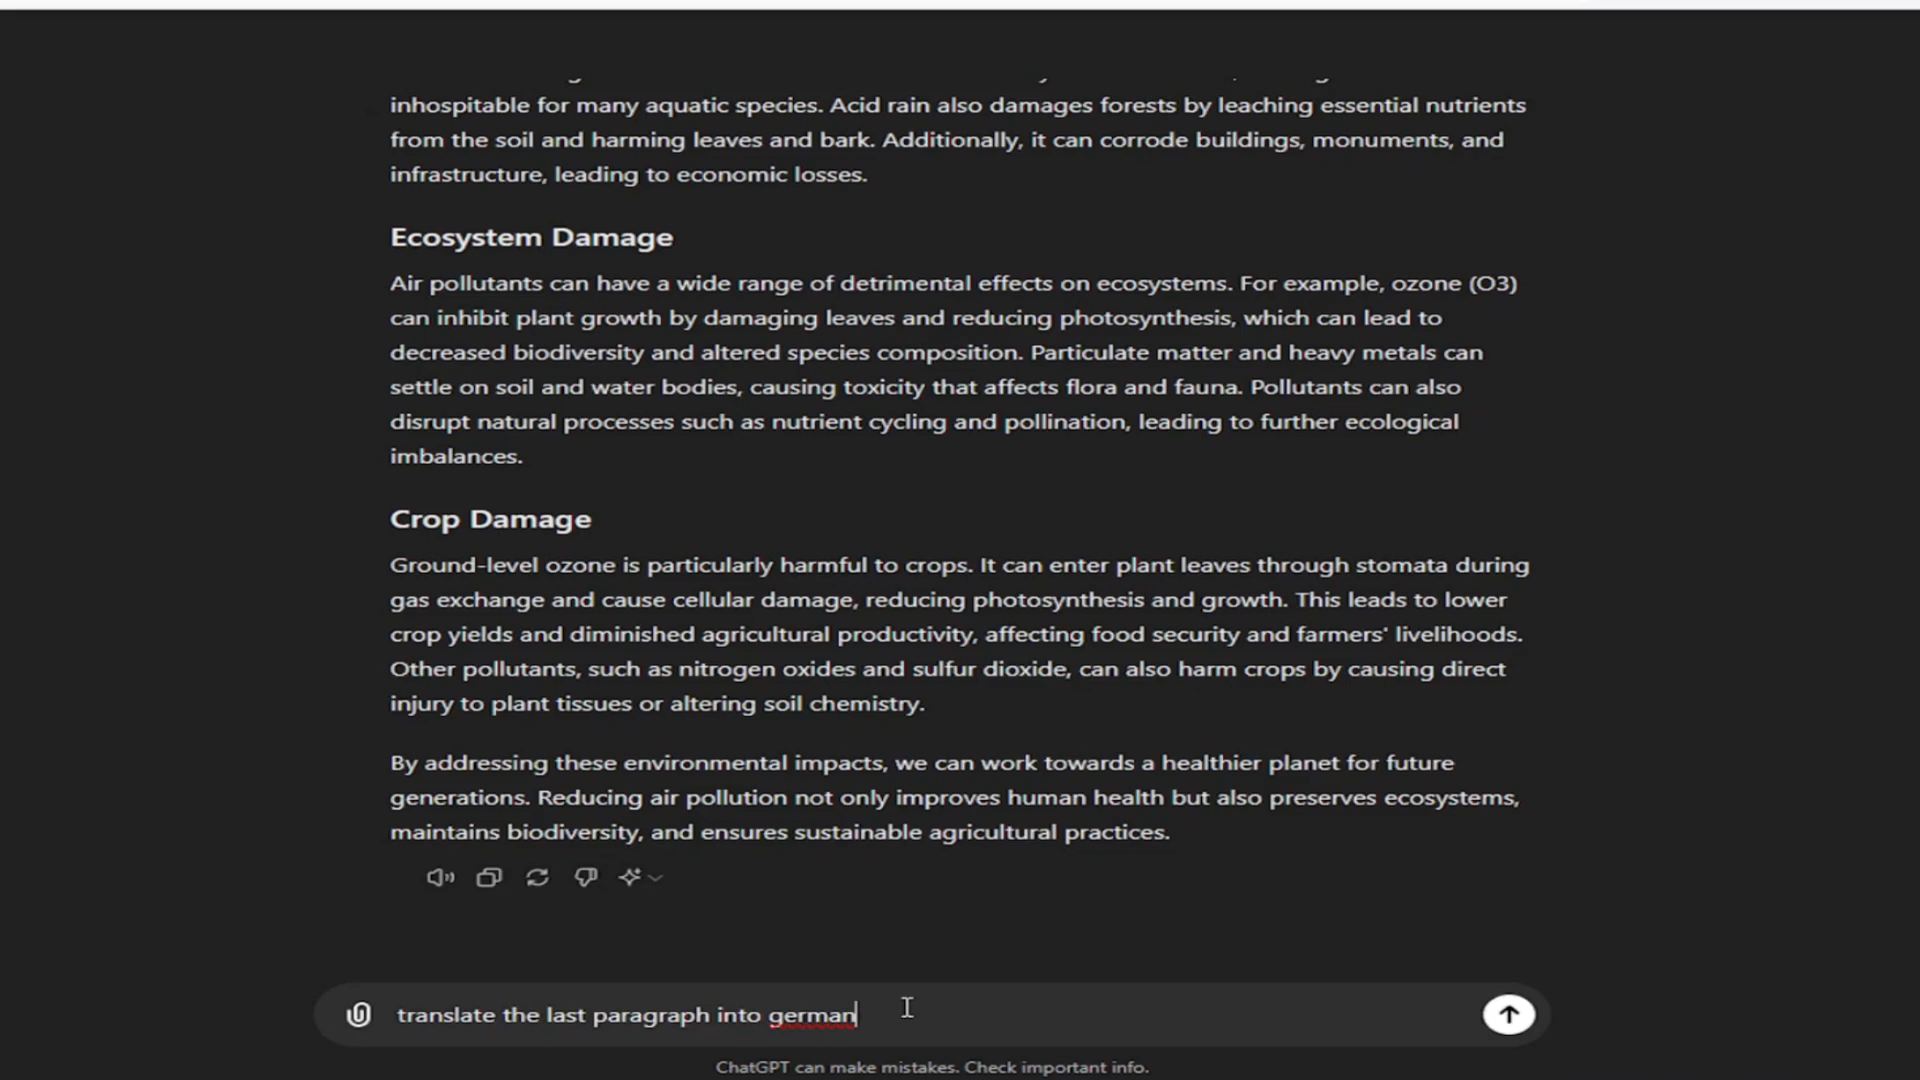 inhospitable for many aquatic species. Acid rain also damages forests by leaching essential nutrients
from the soil and harming leaves and bark. Additionally, it can corrode buildings, monuments, and
infrastructure, leading to economic losses.
Ecosystem Damage
Air pollutants can have a wide range of detrimental effects on ecosystems. For example, ozone (O3)
can inhibit plant growth by damaging leaves and reducing photosynthesis, which can lead to
decreased biodiversity and altered species composition. Particulate matter and heavy metals can
settle on soil and water bodies, causing toxicity that affects flora and fauna. Pollutants can also
disrupt natural processes such as nutrient cycling and pollination, leading to further ecological
imbalances.
Crop Damage
Ground-level ozone is particularly harmful to crops. It can enter plant leaves through stomata during
gas exchange and cause cellular damage, reducing photosynthesis and growth. This leads to lower
crop yields and diminished agricultural productivity, affecting food security and farmers' livelihoods.
Other pollutants, such as nitrogen oxides and sulfur dioxide, can also harm crops by causing direct
injury to plant tissues or altering soil chemistry.
By addressing these environmental impacts, we can work towards a healthier planet for future
generations. Reducing air pollution not only improves human health but also preserves ecosystems,
maintains biodiversity, and ensures sustainable agricultural practices.
translate the last paragraph into german
ChatGPT can make mistakes. Check important info.